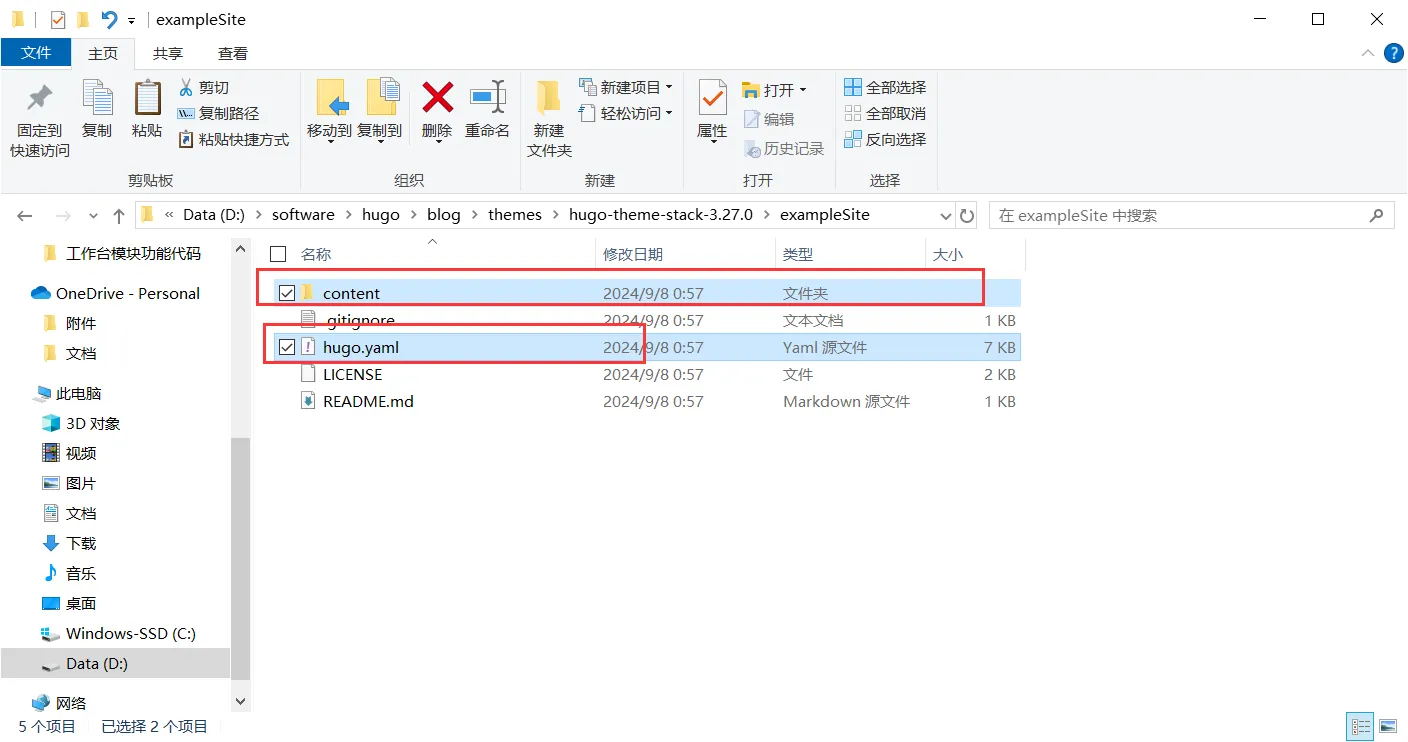 exampleSite
文件 主页 共享 查看
固定到
快速访问
复制
粘贴
剪切
复制路径
粘贴快捷方式
剪贴板
移动到
复制到
删除
重命名
组织
新建
文件夹
新建项目
轻松访问
新建
属性
打开
编辑
历史记录
打开
全部选择
全部取消
反向选择
选择
« Data (D:) > software > hugo > blog > themes > hugo-theme-stack-3.27.0 > exampleSite
在 exampleSite 中搜索
工作台模块功能代码
OneDrive - Personal
附件
文档
此电脑
3D 对象
视频
图片
文档
下载
音乐
桌面
Windows-SSD (C:)
Data (D:)
网络
名称 修改日期 类型 大小
content 2024/9/8 0:57 文件夹
.gitignore 2024/9/8 0:57 文本文档 1 KB
hugo.yaml 2024/9/8 0:57 Yaml 源文件 7 KB
LICENSE 2024/9/8 0:57 文件 2 KB
README.md 2024/9/8 0:57 Markdown 源文件 1 KB
5 个项目 已选择 2 个项目